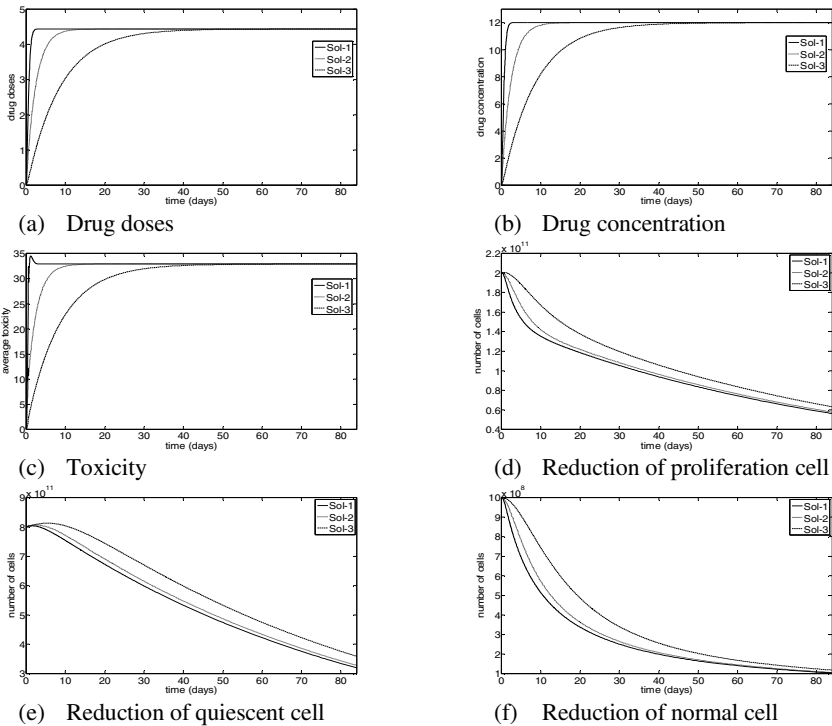 5
4
3
2
1
0
0 10 20 30 40 50 60 70 80
drug doses
time (days)
Sol-1
Sol-2
Sol-3
(a) Drug doses
12
10
8
6
4
2
0
0 10 20 30 40 50 60 70 80
drug concentration
time (days)
Sol-1
Sol-2
Sol-3
(b) Drug concentration
35
30
25
20
15
10
5
0
0 10 20 30 40 50 60 70 80
average toxicity
time (days)
Sol-1
Sol-2
Sol-3
(c) Toxicity
x 10^11
2.2
2
1.8
1.6
1.4
1.2
1
0.8
0.6
0.4
0 10 20 30 40 50 60 70 80
number of cells
time (days)
Sol-1
Sol-2
Sol-3
(d) Reduction of proliferation cell
x 10^11
9
8
7
6
5
4
3
0 10 20 30 40 50 60 70 80
number of cells
time (days)
Sol-1
Sol-2
Sol-3
(e) Reduction of quiescent cell
x 10^8
10
9
8
7
6
5
4
3
2
1
0 10 20 30 40 50 60 70 80
number of cells
time (days)
Sol-1
Sol-2
Sol-3
(f) Reduction of normal cell